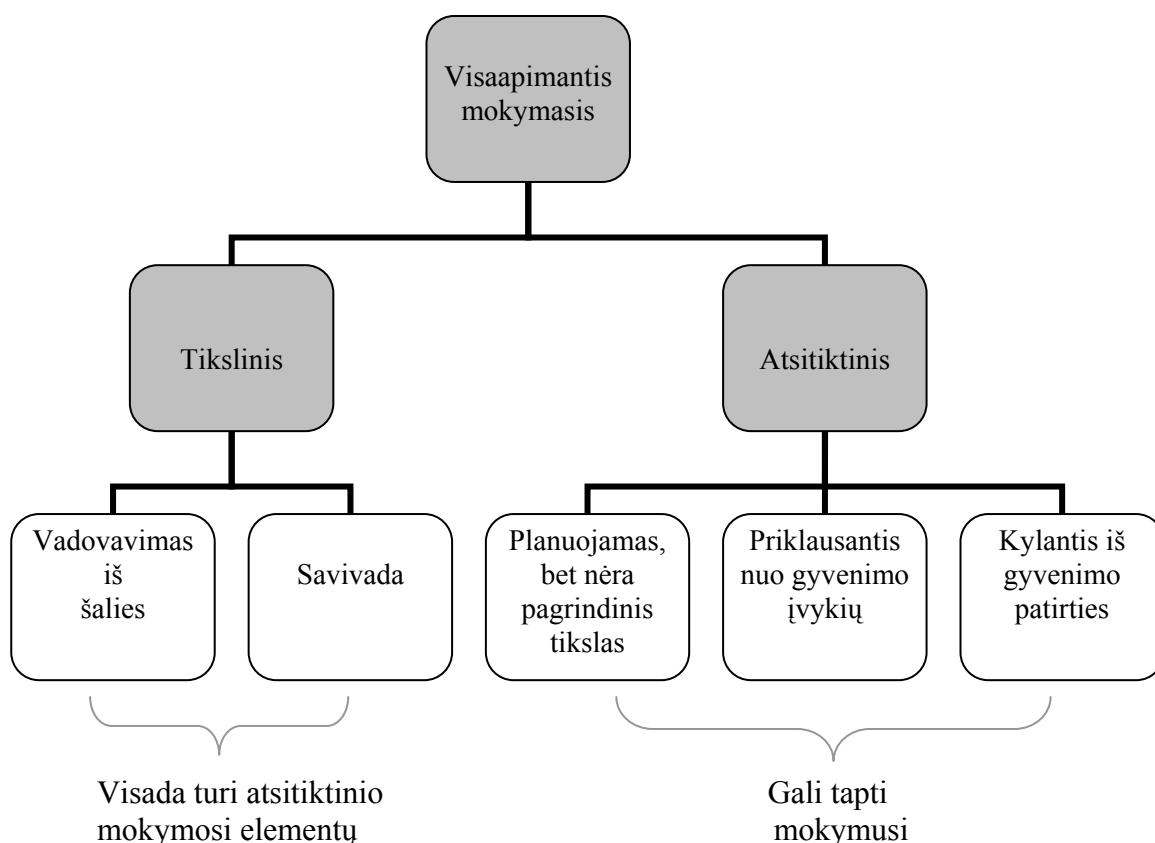 Visaapimantis
mokymasis
Tikslinis
Atsitiktinis
Vadovavimas
iš
šalies
Savivada
Planuojamas,
bet nėra
pagrindinis
tikslas
Priklausantis
nuo gyvenimo
įvykių
Kylantis iš
gyvenimo
patirties
Visada turi atsitiktinio
mokymosi elementų
Gali tapti
mokymusi